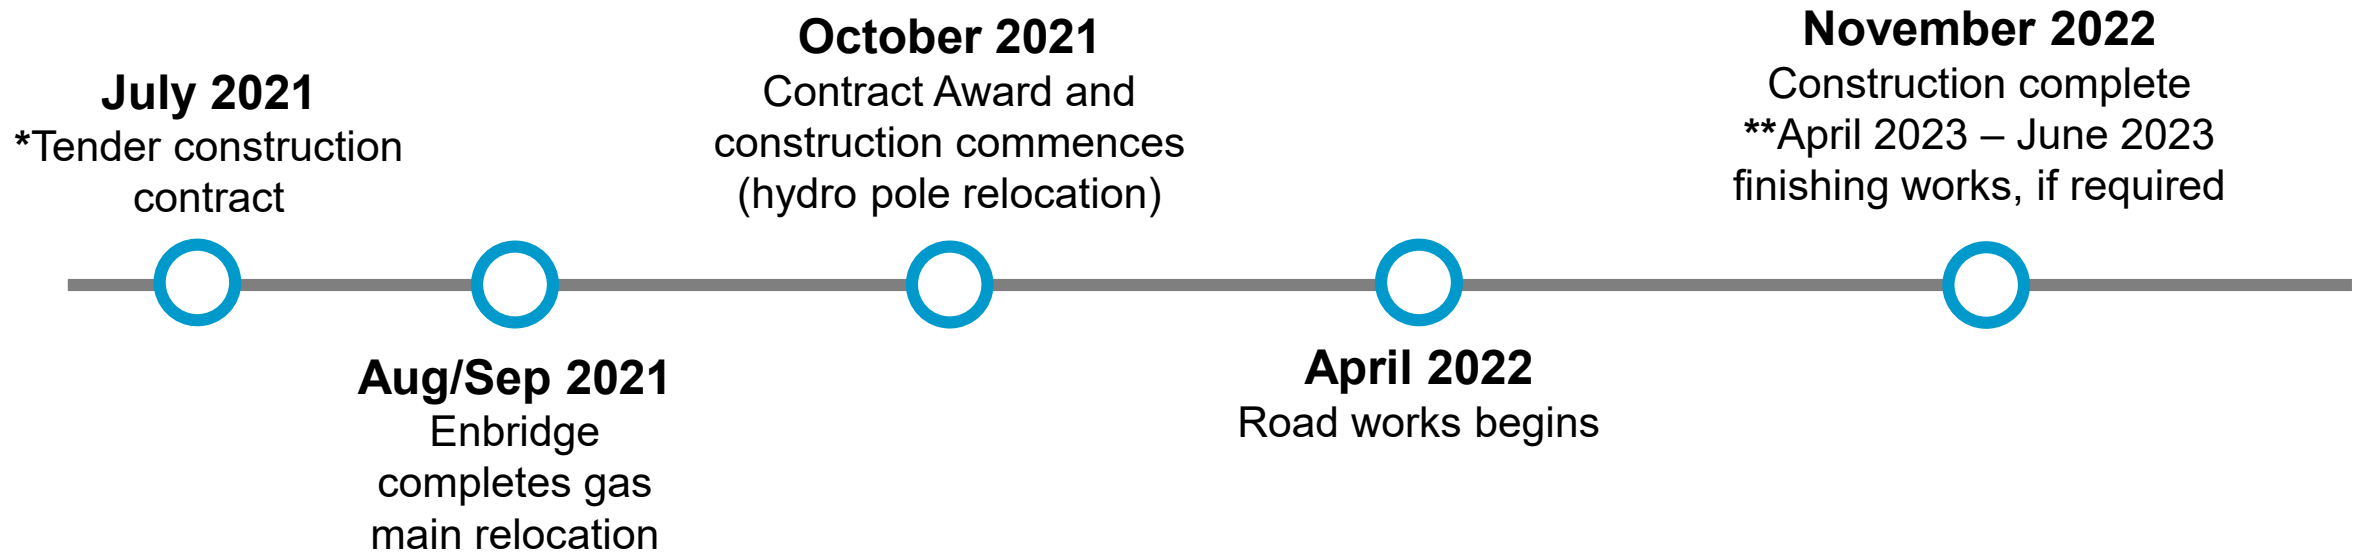 July 2021
*Tender construction
contract
Aug/Sep 2021
Enbridge
completes gas
main relocation
October 2021
Contract Award and
construction commences
(hydro pole relocation)
April 2022
Road works begins
November 2022
Construction complete
**April 2023 – June 2023
finishing works, if required